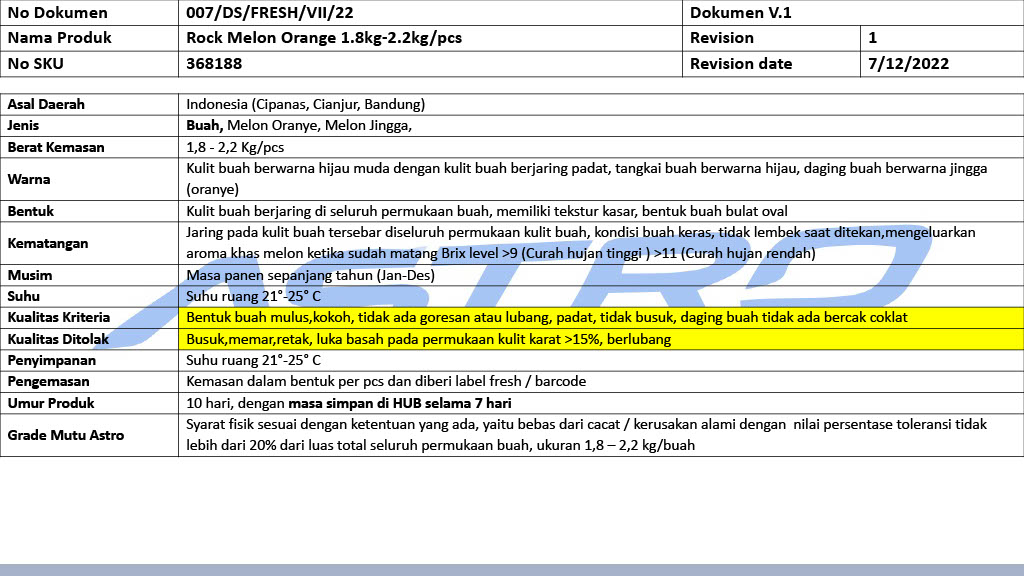 No Dokumen 007/DS/FRESH/VII/22 Dokumen V.1
Nama Produk Rock Melon Orange 1.8kg-2.2kg/pcs Revision 1
No SKU 368188 Revision date 7/12/2022
Asal Daerah Indonesia (Cipanas, Cianjur, Bandung)
Jenis Buah, Melon Oranye, Melon Jingga,
Berat Kemasan 1,8 - 2,2 Kg/pcs
Warna Kulit buah berwarna hijau muda dengan kulit buah berjaring padat, tangkai buah berwarna hijau, daging buah berwarna jingga
(oranye)
Bentuk Kulit buah berjaring di seluruh permukaan buah, memiliki tekstur kasar, bentuk buah bulat oval
Kematangan Jaring pada kulit buah tersebar diseluruh permukaan kulit buah, kondisi buah keras, tidak lembek saat ditekan,mengeluarkan
aroma khas melon ketika sudah matang Brix level >9 (Curah hujan tinggi ) >11 (Curah hujan rendah)
Musim Masa panen sepanjang tahun (Jan-Des)
Suhu Suhu ruang 21°-25° C
Kualitas Kriteria Bentuk buah mulus,kokoh, tidak ada goresan atau lubang, padat, tidak busuk, daging buah tidak ada bercak coklat
Kualitas Ditolak Busuk,memar,retak, luka basah pada permukaan kulit karat >15%, berlubang
Penyimpanan Suhu ruang 21°-25° C
Pengemasan Kemasan dalam bentuk per pcs dan diberi label fresh / barcode
Umur Produk 10 hari, dengan masa simpan di HUB selama 7 hari
Grade Mutu Astro Syarat fisik sesuai dengan ketentuan yang ada, yaitu bebas dari cacat / kerusakan alami dengan  nilai persentase toleransi tidak
lebih dari 20% dari luas total seluruh permukaan buah, ukuran 1,8 – 2,2 kg/buah
ASTRO